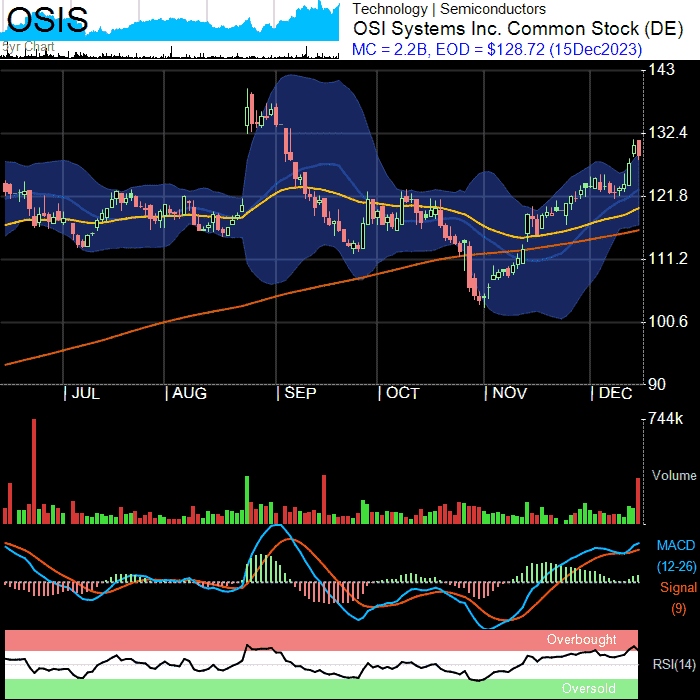 OSIS
5yr Chart
Technology | Semiconductors
OSI Systems Inc. Common Stock (DE)
MC = 2.2B, EOD = $128.72 (15Dec2023)
143
132.4
121.8
111.2
100.6
90
| JUL | AUG | SEP | OCT | NOV | DEC
744k
Volume
MACD
(12-26)
Signal
(9)
Overbought
RSI(14)
Oversold